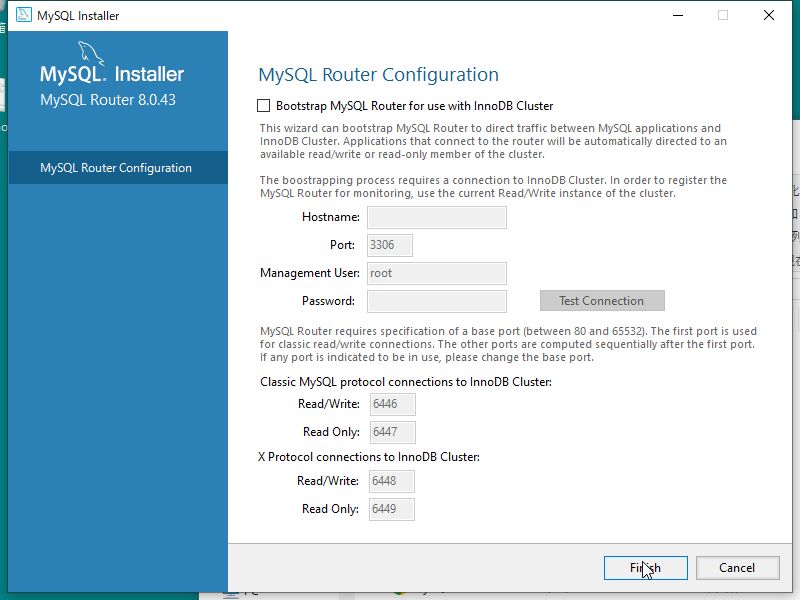 MySQL Installer
MySQL. Installer
MySQL Router 8.0.43
MySQL Router Configuration
MySQL Router Configuration
Bootstrap MySQL Router for use with InnoDB Cluster
This wizard can bootstrap MySQL Router to direct traffic between MySQL applications and
InnoDB Cluster. Applications that connect to the router will be automatically directed to an
available read/write or read-only member of the cluster.
The boostrapping process requires a connection to InnoDB Cluster. In order to register the
MySQL Router for monitoring, use the current Read/Write instance of the cluster.
Hostname:
Port: 3306
Management User: root
Password: Test Connection
MySQL Router requires specification of a base port (between 80 and 65532). The first port is used
for classic read/write connections. The other ports are computed sequentially after the first port.
If any port is indicated to be in use, please change the base port.
Classic MySQL protocol connections to InnoDB Cluster:
Read/Write: 6446
Read Only: 6447
X Protocol connections to InnoDB Cluster:
Read/Write: 6448
Read Only: 6449
Finish Cancel